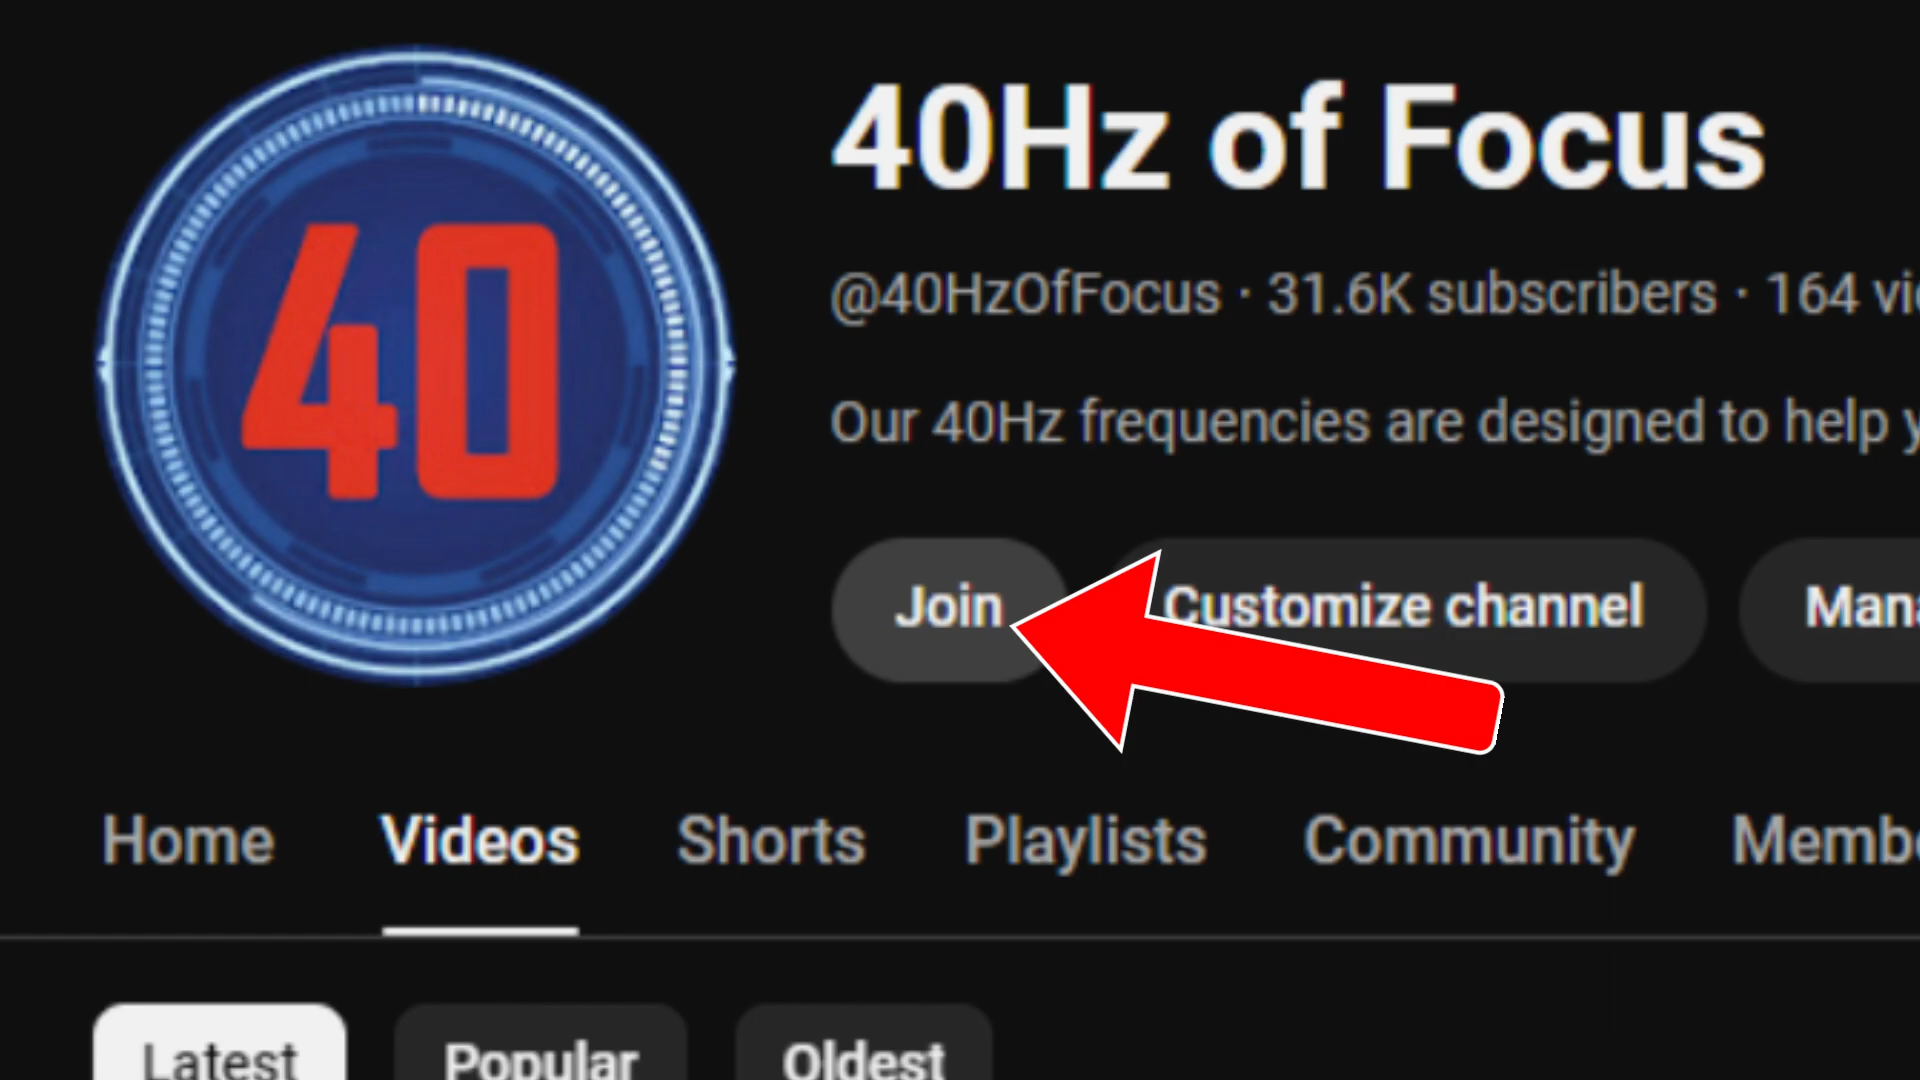 40
40Hz of Focus
@40HzOfFocus · 31.6K subscribers · 164
Our 40Hz frequencies are designed to help
Join
Customize channel
Home Videos Shorts Playlists Community
Latest Popular Oldest